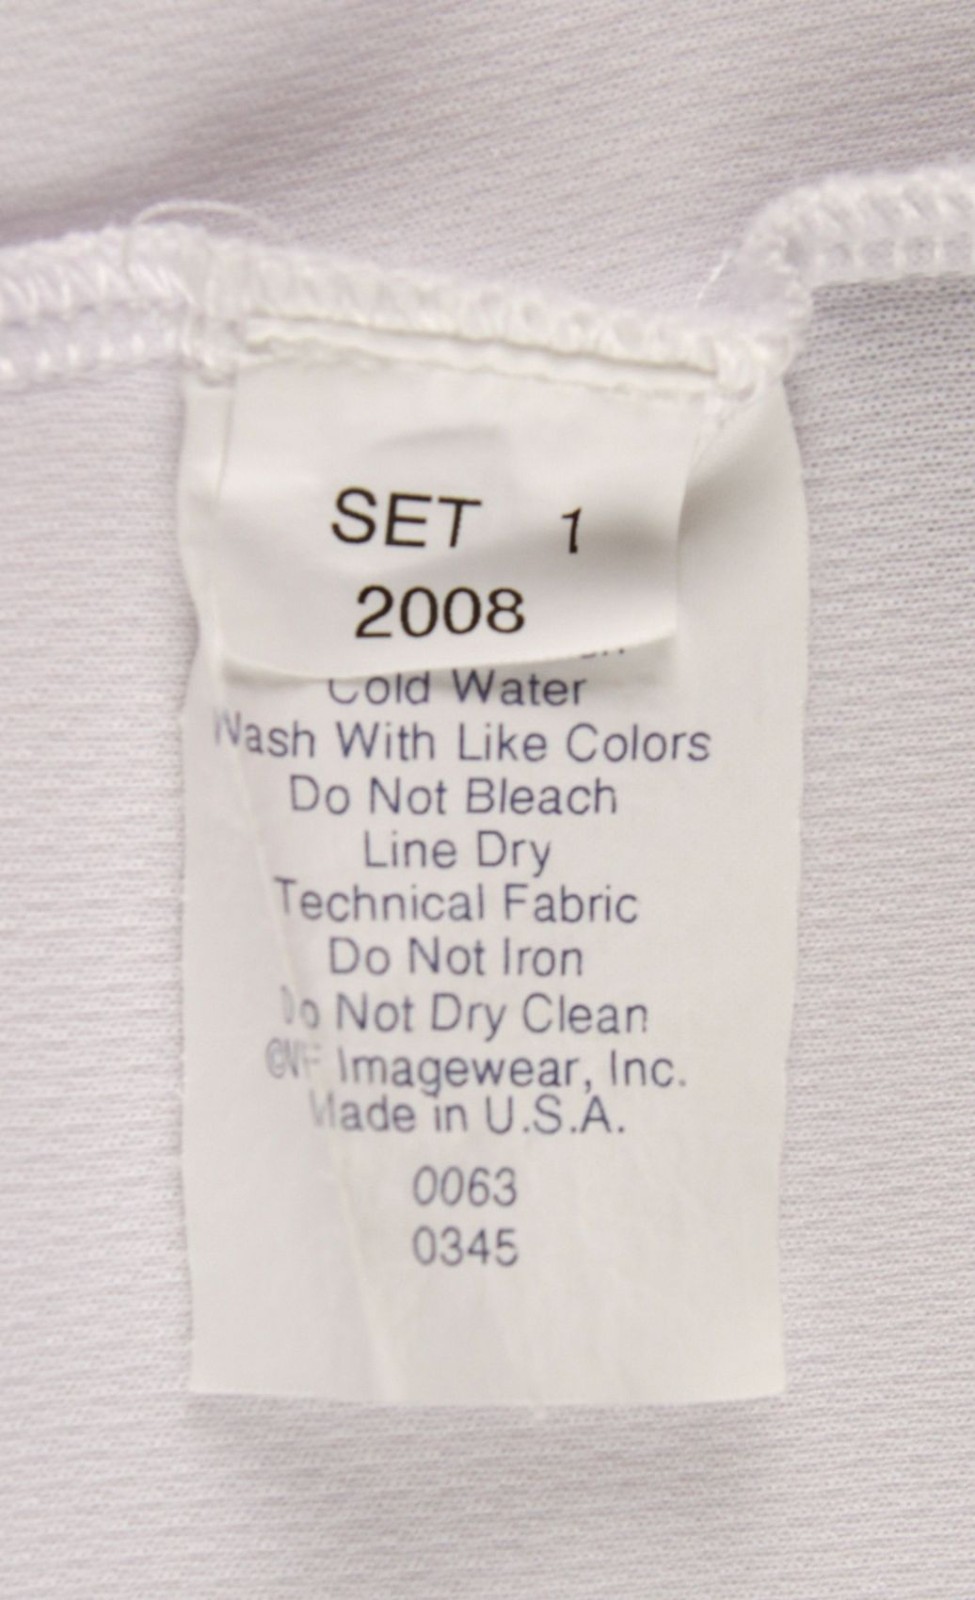 SET 1
2008
Cold Water
Wash With Like Colors
Do Not Bleach
Line Dry
Technical Fabric
Do Not Iron
Do Not Dry Clean
©VF Imagewear, Inc.
Made in U.S.A.
0063
0345